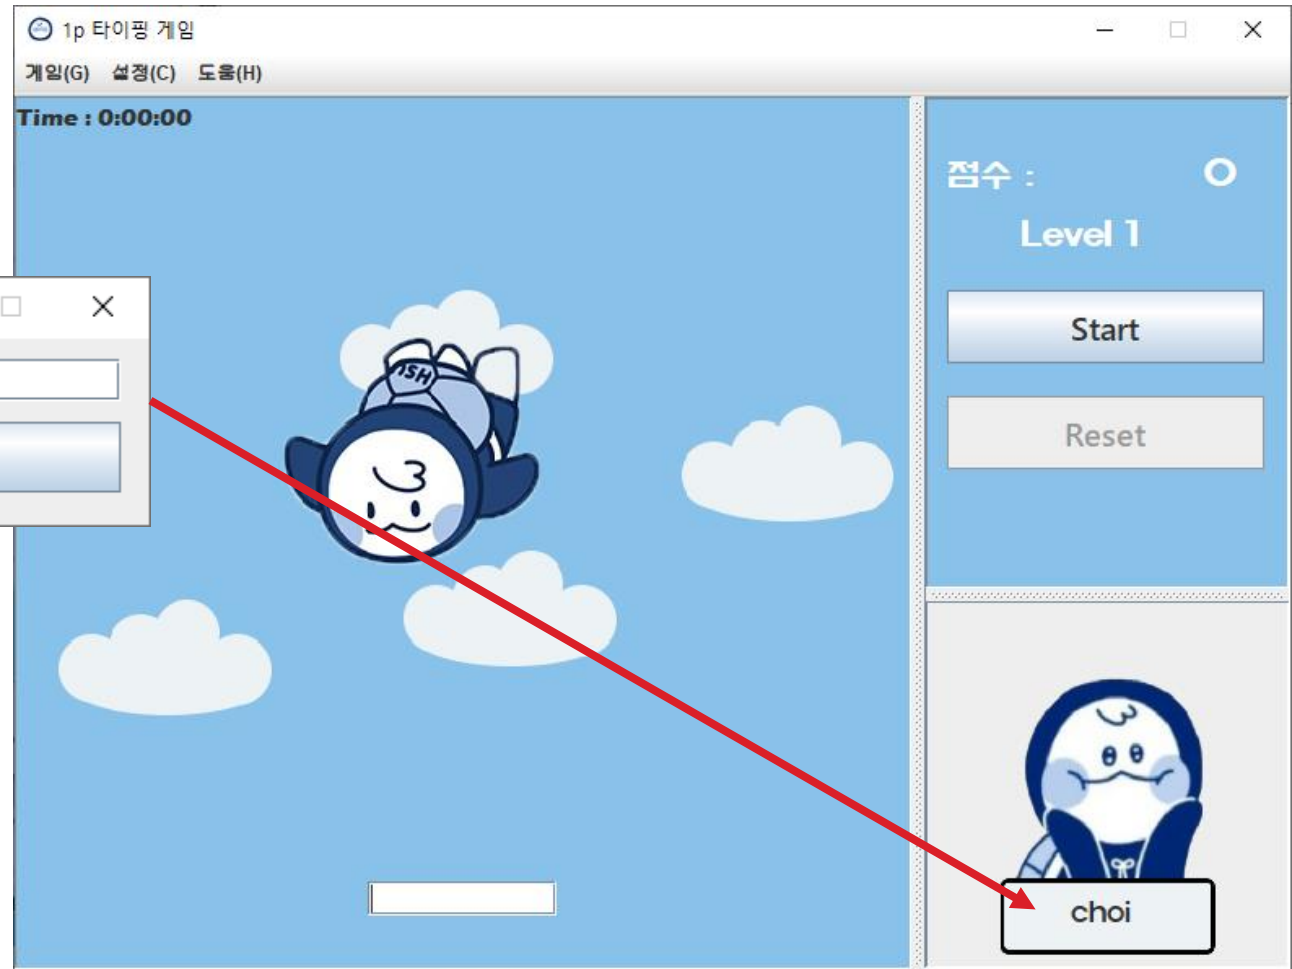 1p 타이핑 게임
게임(G) 설정(C) 도움(H)
Time : 0:00:00
점수 : 0
Level 1
Start
Reset
HSU
choi